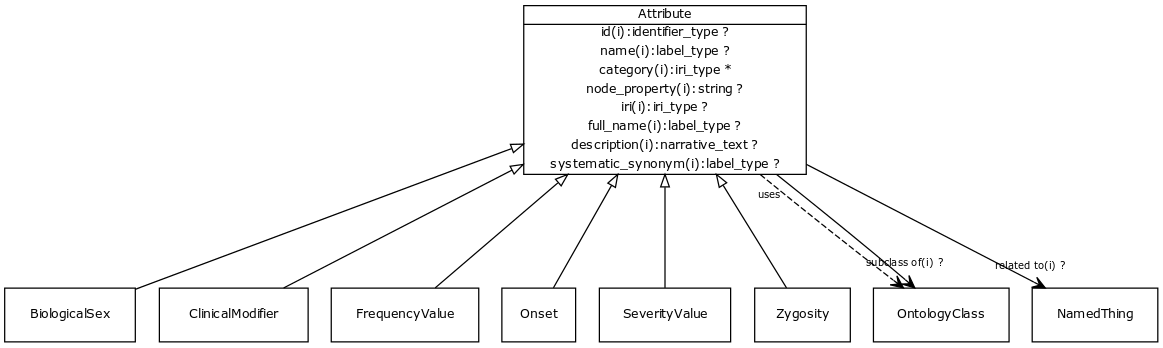 Attribute
id(i):identifier_type ?
name(i):label_type ?
category(i):iri_type *
node_property(i):string ?
iri(i):iri_type ?
full_name(i):label_type ?
description(i):narrative_text ?
systematic_synonym(i):label_type ?
uses
subclass of(i) ?
related to(i) ?
BiologicalSex
ClinicalModifier
FrequencyValue
Onset
SeverityValue
Zygosity
OntologyClass
NamedThing